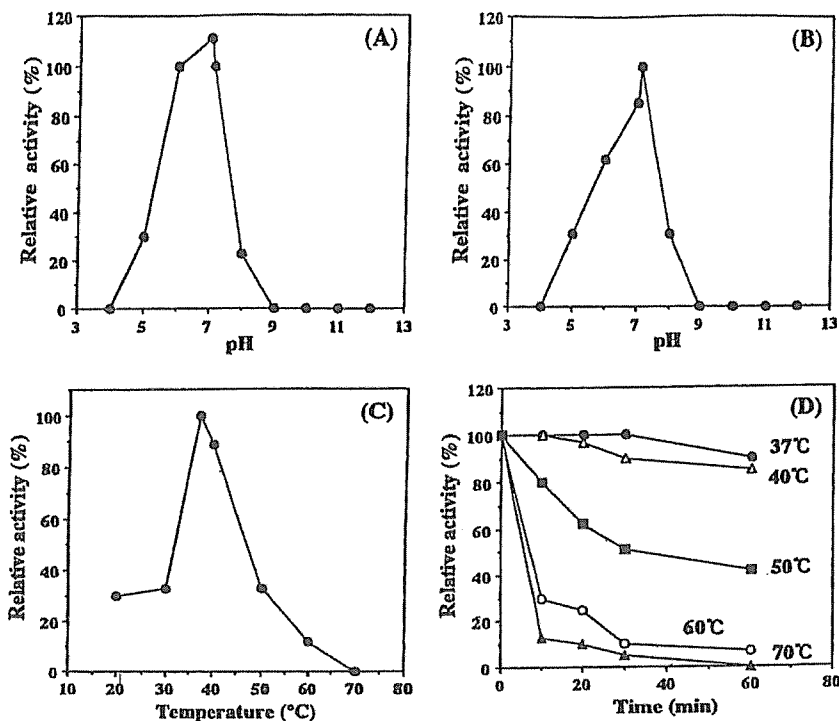 120
100
80
60
40
20
0
Relative activity (%)
(A)
3 5 7 9 11 13
pH
120
100
80
60
40
20
0
Relative activity (%)
(B)
3 5 7 9 11 13
pH
100
80
60
40
20
0
Relative activity (%)
(C)
10 20 30 40 50 60 70 80
Temperature (°C)
120
100
80
60
40
20
0
Relative activity (%)
(D)
37℃
40℃
50℃
60℃
70℃
0 20 40 60 80
Time (min)